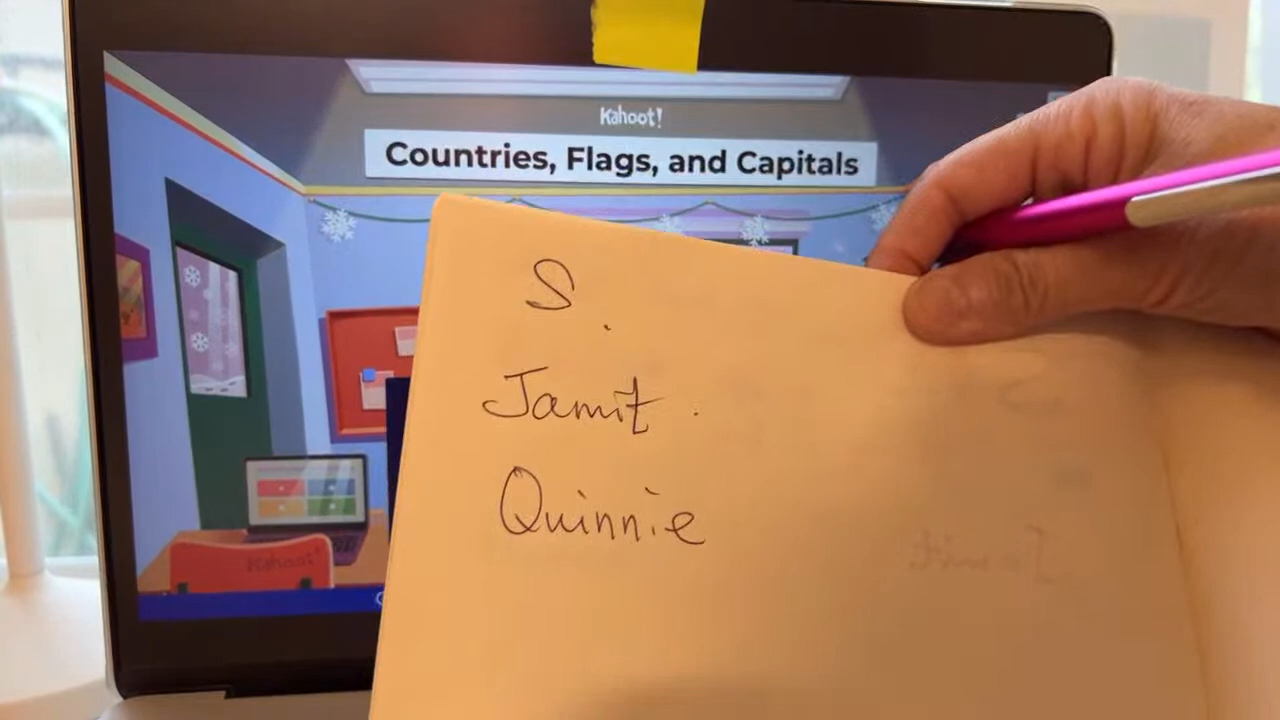 Kahoot!
Countries, Flags, and Capitals
S.
Jamit.
Quinnie
Kahoot!